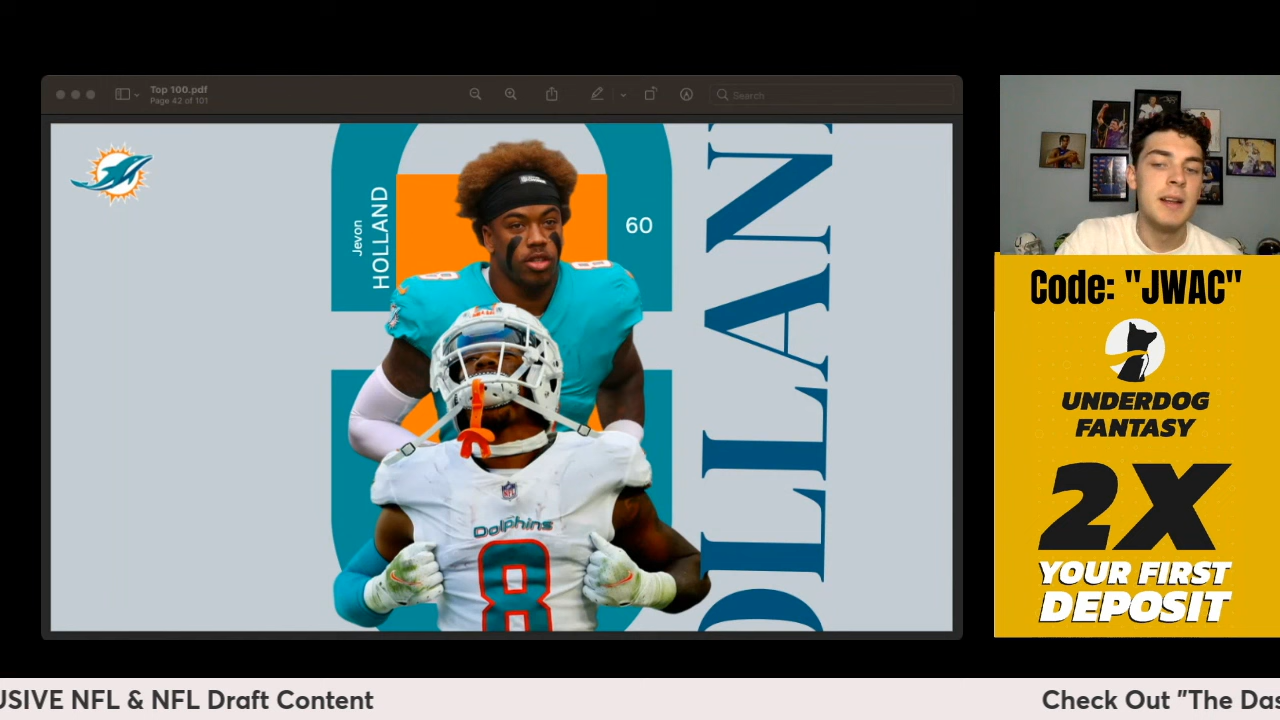 Top 100.pdf
Page 42 of 101
Search
Jevon
HOLLAND
60
OLLAN
Dolphins
8
Code: "JWAC"
UNDERDOG
FANTASY
2X
YOUR FIRST
DEPOSIT
USIVE NFL & NFL Draft Content
Check Out "The Das